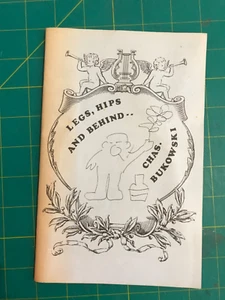 LEGS, HIPS
AND BEHIND..
CHAS.
BUKOWSKI